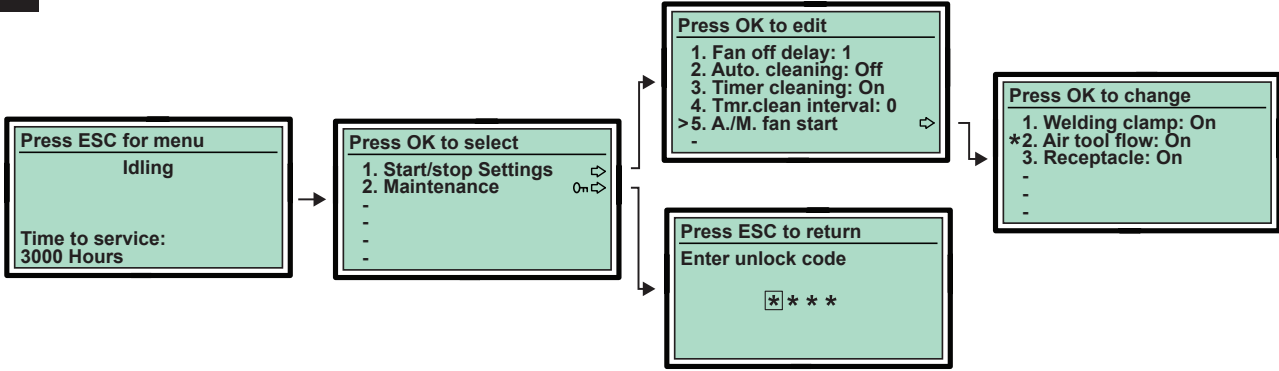 Press ESC for menu
Idling
Time to service:
3000 Hours
Press OK to select
1. Start/stop Settings
2. Maintenance
-
-
-
-
Press OK to edit
1. Fan off delay: 1
2. Auto. cleaning: Off
3. Timer cleaning: On
4. Tmr.clean interval: 0
>5. A./M. fan start
-
Press OK to change
1. Welding clamp: On
*2. Air tool flow: On
3. Receptacle: On
-
-
-
Press ESC to return
Enter unlock code
* * * *